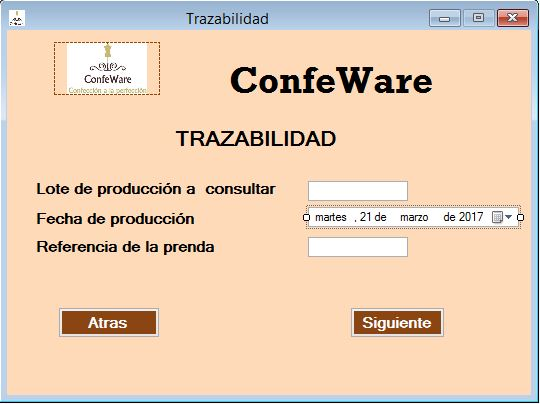 Trazabilidad
ConfeWare
Confección a la perfección
ConfeWare
TRAZABILIDAD
Lote de producción a consultar
Fecha de producción
martes , 21 de marzo de 2017
Referencia de la prenda
Atras
Siguiente